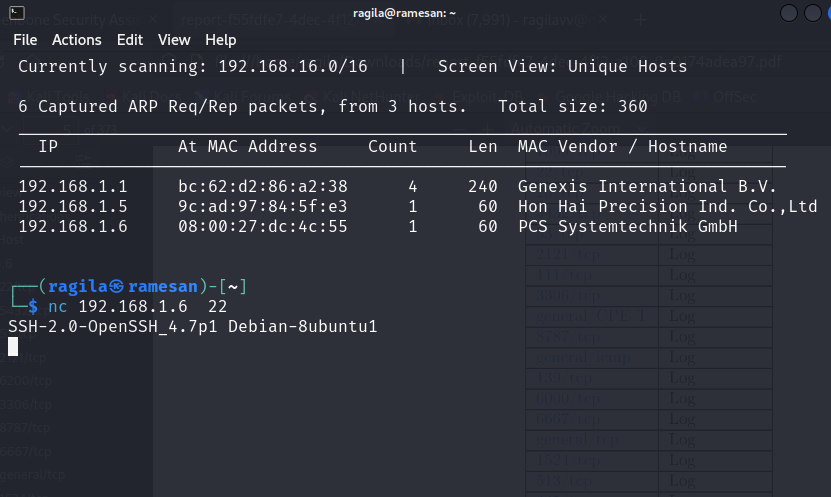 ragila@ramesan: ~
File Actions Edit View Help
Currently scanning: 192.168.16.0/16 | Screen View: Unique Hosts
6 Captured ARP Req/Rep packets, from 3 hosts. Total size: 360
IP At MAC Address Count Len MAC Vendor / Hostname
192.168.1.1 bc:62:d2:86:a2:38 4 240 Genexis International B.V.
192.168.1.5 9c:ad:97:84:5f:e3 1 60 Hon Hai Precision Ind. Co.,Ltd
192.168.1.6 08:00:27:dc:4c:55 1 60 PCS Systemtechnik GmbH
┌──(ragila㉿ramesan)-[~]
└─$ nc 192.168.1.6 22
SSH-2.0-OpenSSH_4.7p1 Debian-8ubuntu1